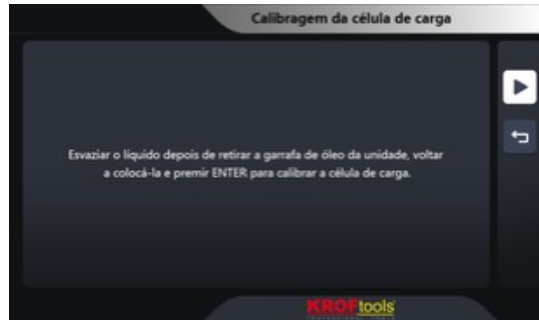 Calibragem da célula de carga
Esvaziar o líquido depois de retirar a garrafa de óleo da unidade, voltar
a colocá-la e premir ENTER para calibrar a célula de carga.
KROFtools